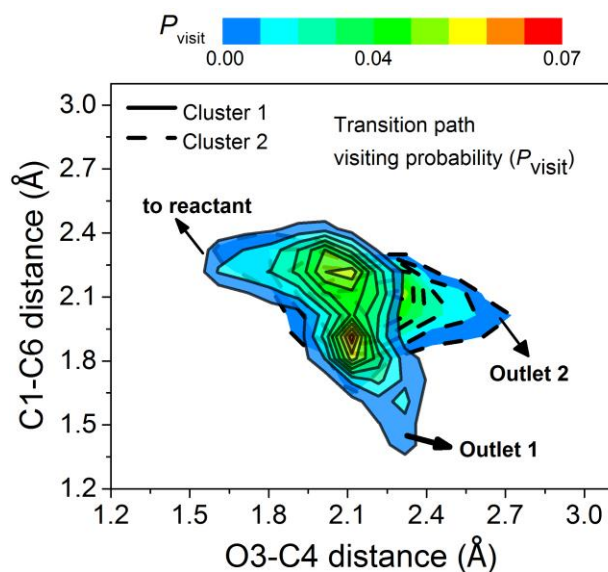 P_visit
0.00 0.04 0.07
Cluster 1
Cluster 2
Transition path
visiting probability (P_visit)
to reactant
Outlet 2
Outlet 1
C1-C6 distance (Å)
3.0
2.7
2.4
2.1
1.8
1.5
1.2
1.2 1.5 1.8 2.1 2.4 2.7 3.0
O3-C4 distance (Å)